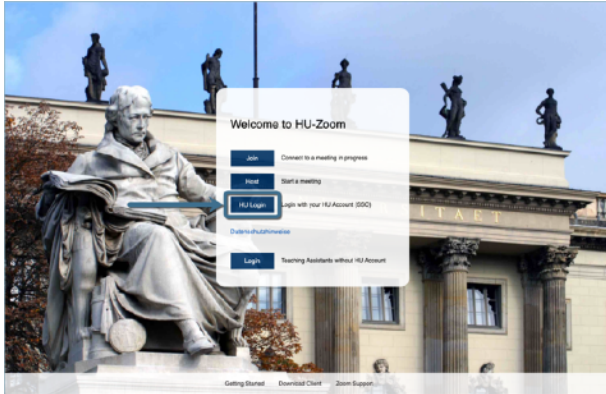 Welcome to HU-Zoom
Join Connect to a meeting in progress
Host Start a meeting
HU-Login Login with your HU-Account (SSO)
Datenschutzhinweise
Login Teaching Assistants without HU Account
ITAET
Getting Started Download Client Zoom Support